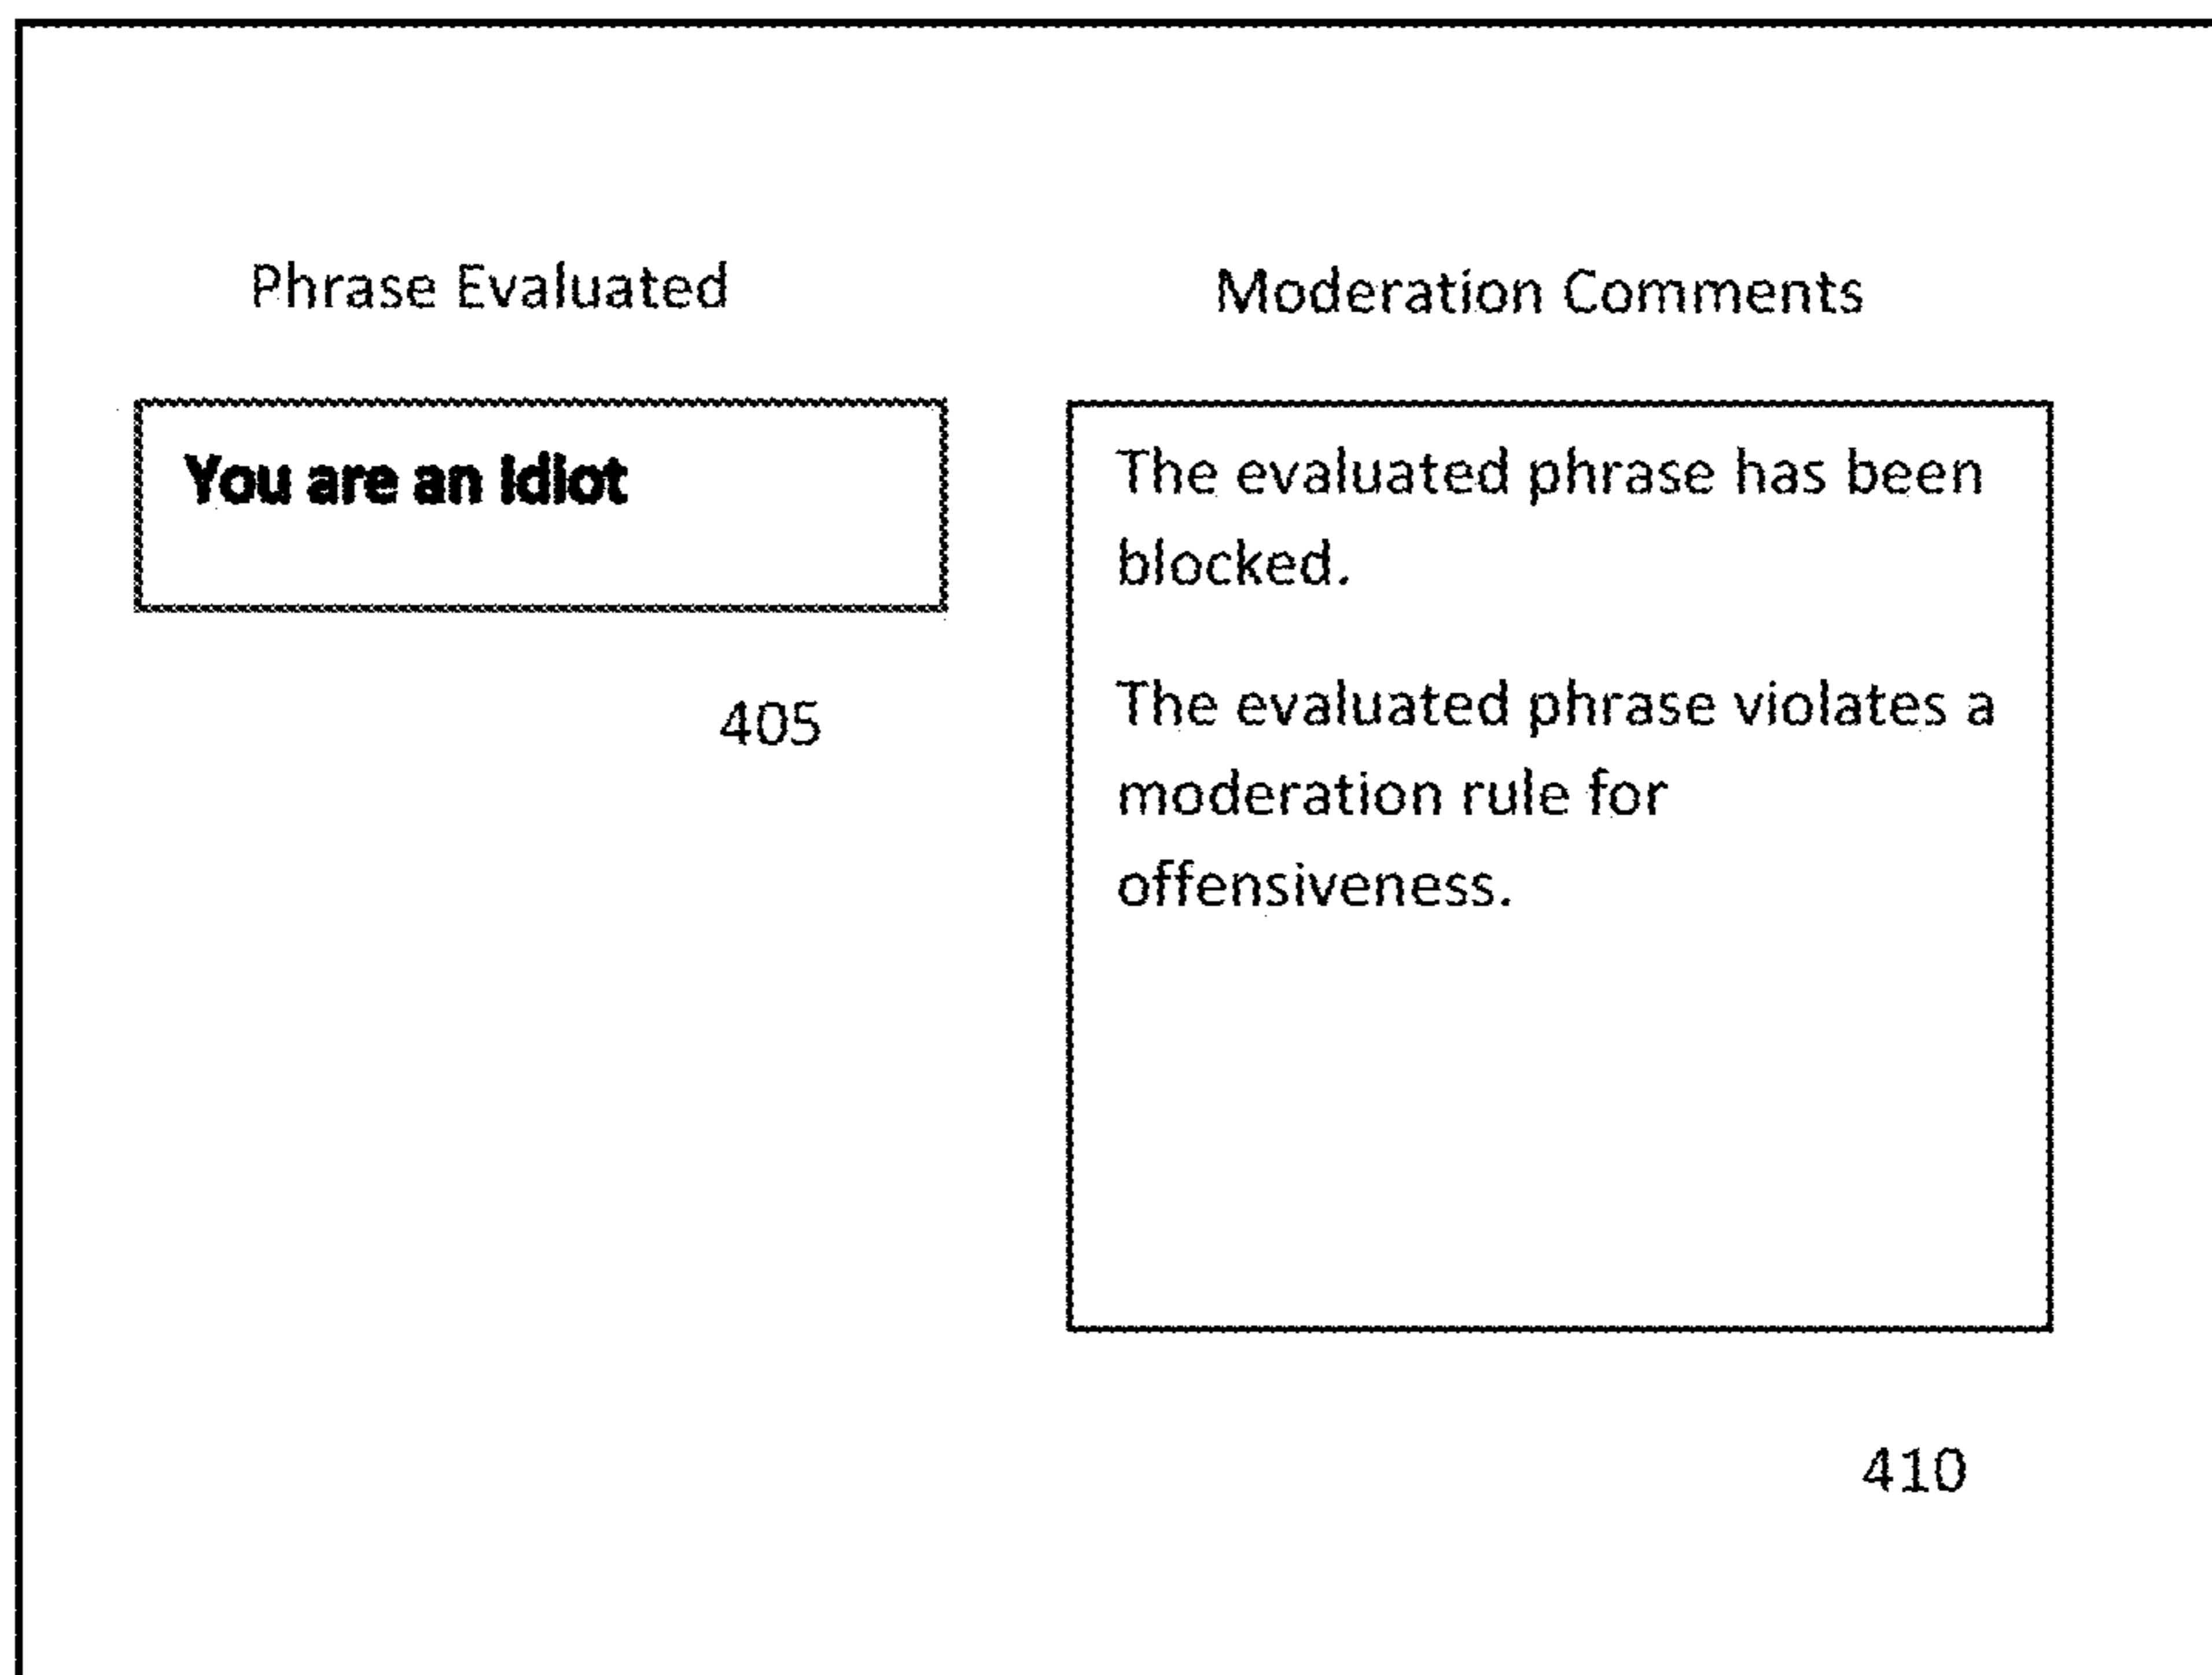 Phrase Evaluated
You are an Idiot
405
Moderation Comments
The evaluated phrase has been
blocked.
The evaluated phrase violates a
moderation rule for
offensiveness.
410